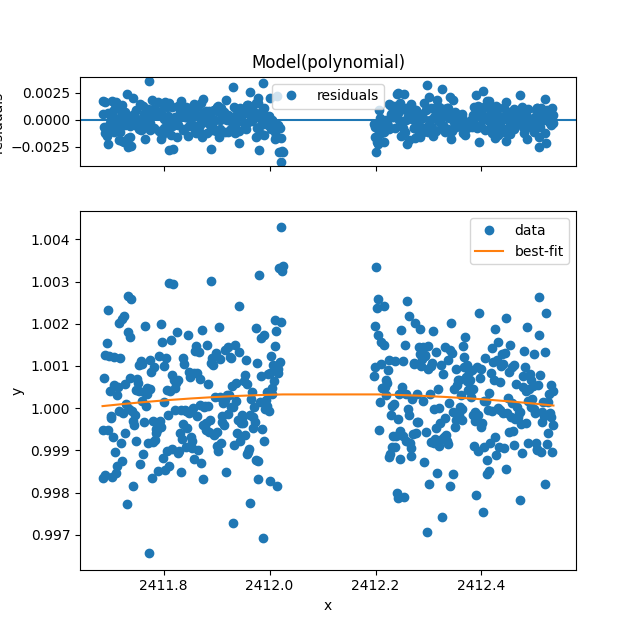 Model(polynomial)
residuals
0.0025
0.0000
−0.0025
residuals
data
best-fit
1.004
1.003
1.002
1.001
1.000
0.999
0.998
0.997
y
2411.8 2412.0 2412.2 2412.4
x